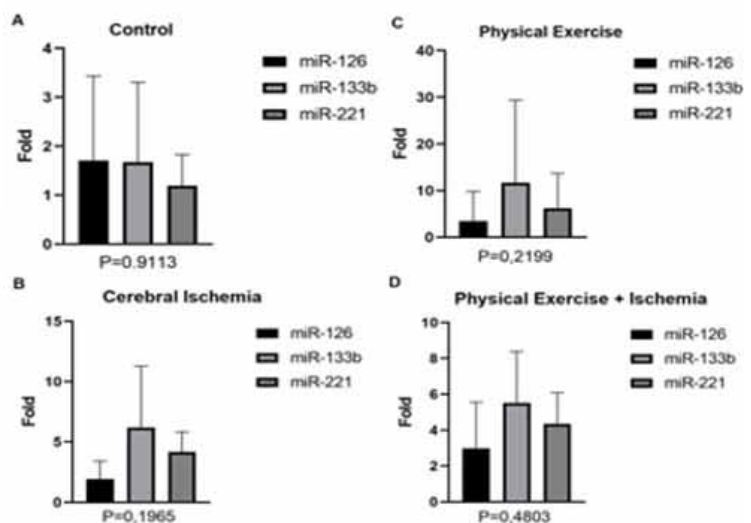 A
Control
4
3
2
1
0
Fold
miR-126
miR-133b
miR-221
P=0.9113
B
Cerebral Ischemia
15
10
5
0
Fold
miR-126
miR-133b
miR-221
P=0,1965
C
Physical Exercise
40
30
20
10
0
Fold
miR-126
miR-133b
miR-221
P=0,2199
D
Physical Exercise + Ischemia
10
8
6
4
2
0
Fold
miR-126
miR-133b
miR-221
P=0,4803